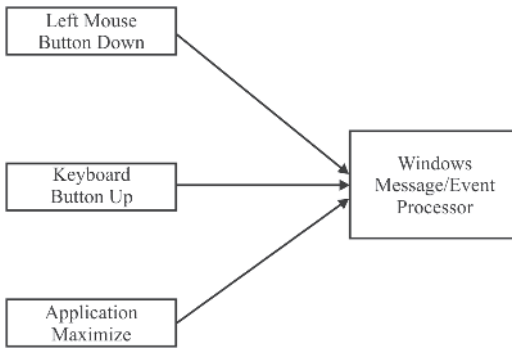 Left Mouse
Button Down
Keyboard
Button Up
Windows
Message/Event
Processor
Application
Maximize